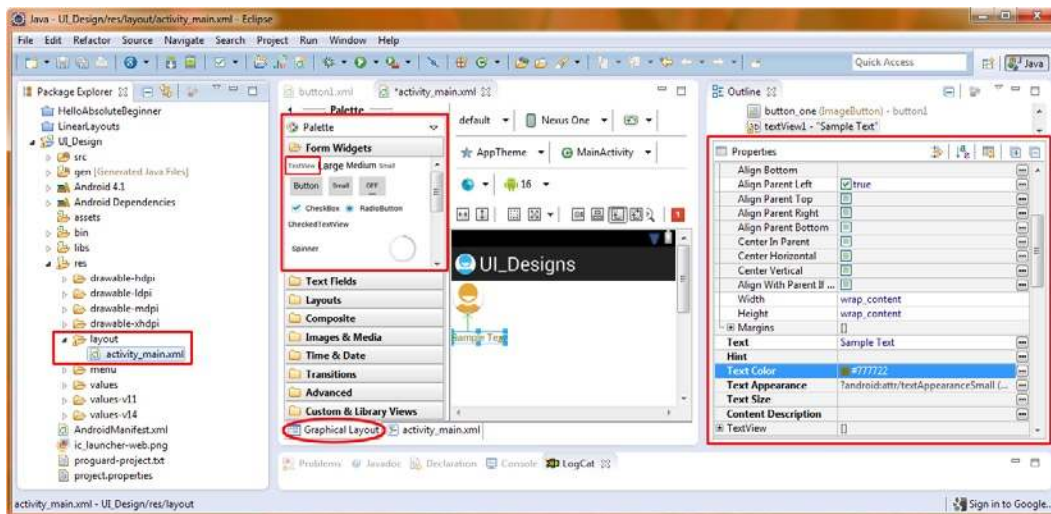 Java - UI_Design/res/layout/activity_main.xml - Eclipse
File Edit Refactor Source Navigate Search Project Run Window Help
Quick Access
Java
Package Explorer
HelloAbsoluteBeginner
LinearLayouts
UI_Design
src
gen [Generated Java Files]
Android 4.1
Android Dependencies
assets
bin
libs
res
drawable-hdpi
drawable-ldpi
drawable-mdpi
drawable-xhdpi
layout
activity_main.xml
menu
values
values-v11
values-v14
AndroidManifest.xml
ic_launcher-web.png
proguard-project.txt
project.properties
button1.xml
*activity_main.xml
Palette
Palette
Form Widgets
TextView Large Medium Small
Button Small OFF
CheckBox RadioButton
CheckedTextView
Spinner
Text Fields
Layouts
Composite
Images & Media
Time & Date
Transitions
Advanced
Custom & Library Views
Graphical Layout
activity_main.xml
default
Nexus One
AppTheme
MainActivity
16
1
UI_Designs
Sample Text
Problems Javadoc Declaration Console LogCat
Outline
button_one (ImageButton) - button1
textView1 - "Sample Text"
Properties
Align Bottom
Align Parent Left true
Align Parent Top
Align Parent Right
Align Parent Bottom
Center In Parent
Center Horizontal
Center Vertical
Align With Parent If ...
Width wrap_content
Height wrap_content
Margins []
Text Sample Text
Hint
Text Color #777722
Text Appearance ?android:attr/textAppearanceSmall (...
Text Size
Content Description
TextView []
activity_main.xml - UI_Design/res/layout
Sign in to Google...